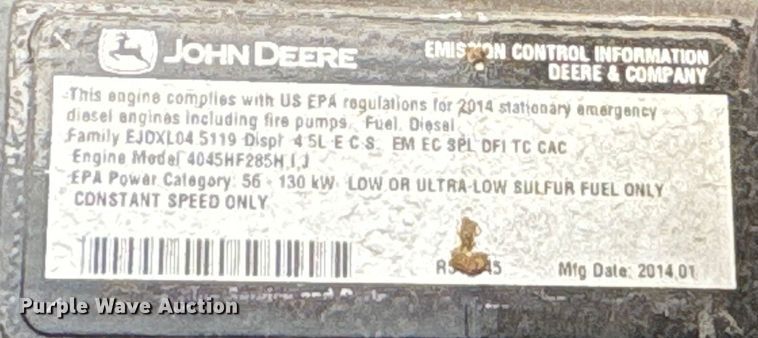 JOHN DEERE
EMISSION CONTROL INFORMATION
DEERE & COMPANY
This engine complies with US EPA regulations for 2014 stationary emergency
diesel engines including fire pumps. Fuel. Diesel
Family EJDXL04.5119 Displ 4.5L E.C.S. EM EC SPL DFI TC CAC
Engine Model 4045HF285H,I,J
EPA Power Category: 56 - 130 kW LOW OR ULTRA-LOW SULFUR FUEL ONLY
CONSTANT SPEED ONLY
Mfg Date: 2014.01
Purple Wave Auction